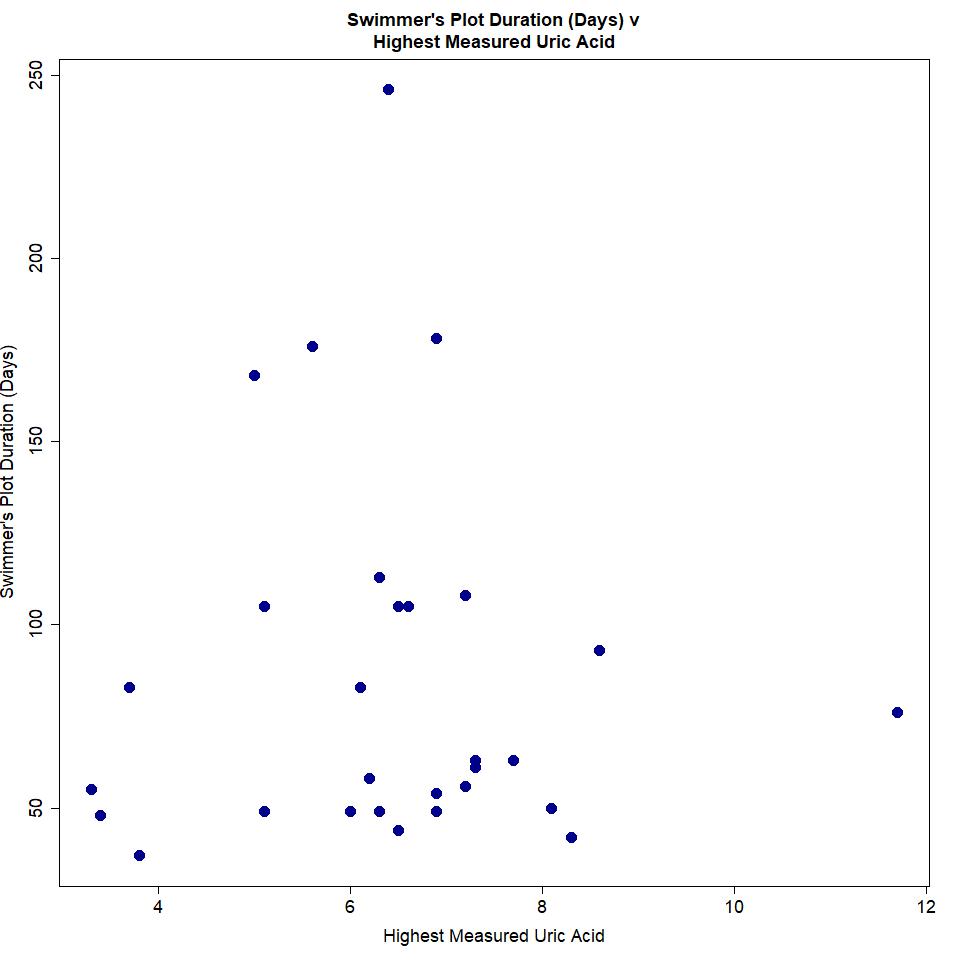 Swimmer's Plot Duration (Days) v
Highest Measured Uric Acid
Swimmer's Plot Duration (Days)
250
200
150
100
50
4
6
8
10
12
Highest Measured Uric Acid